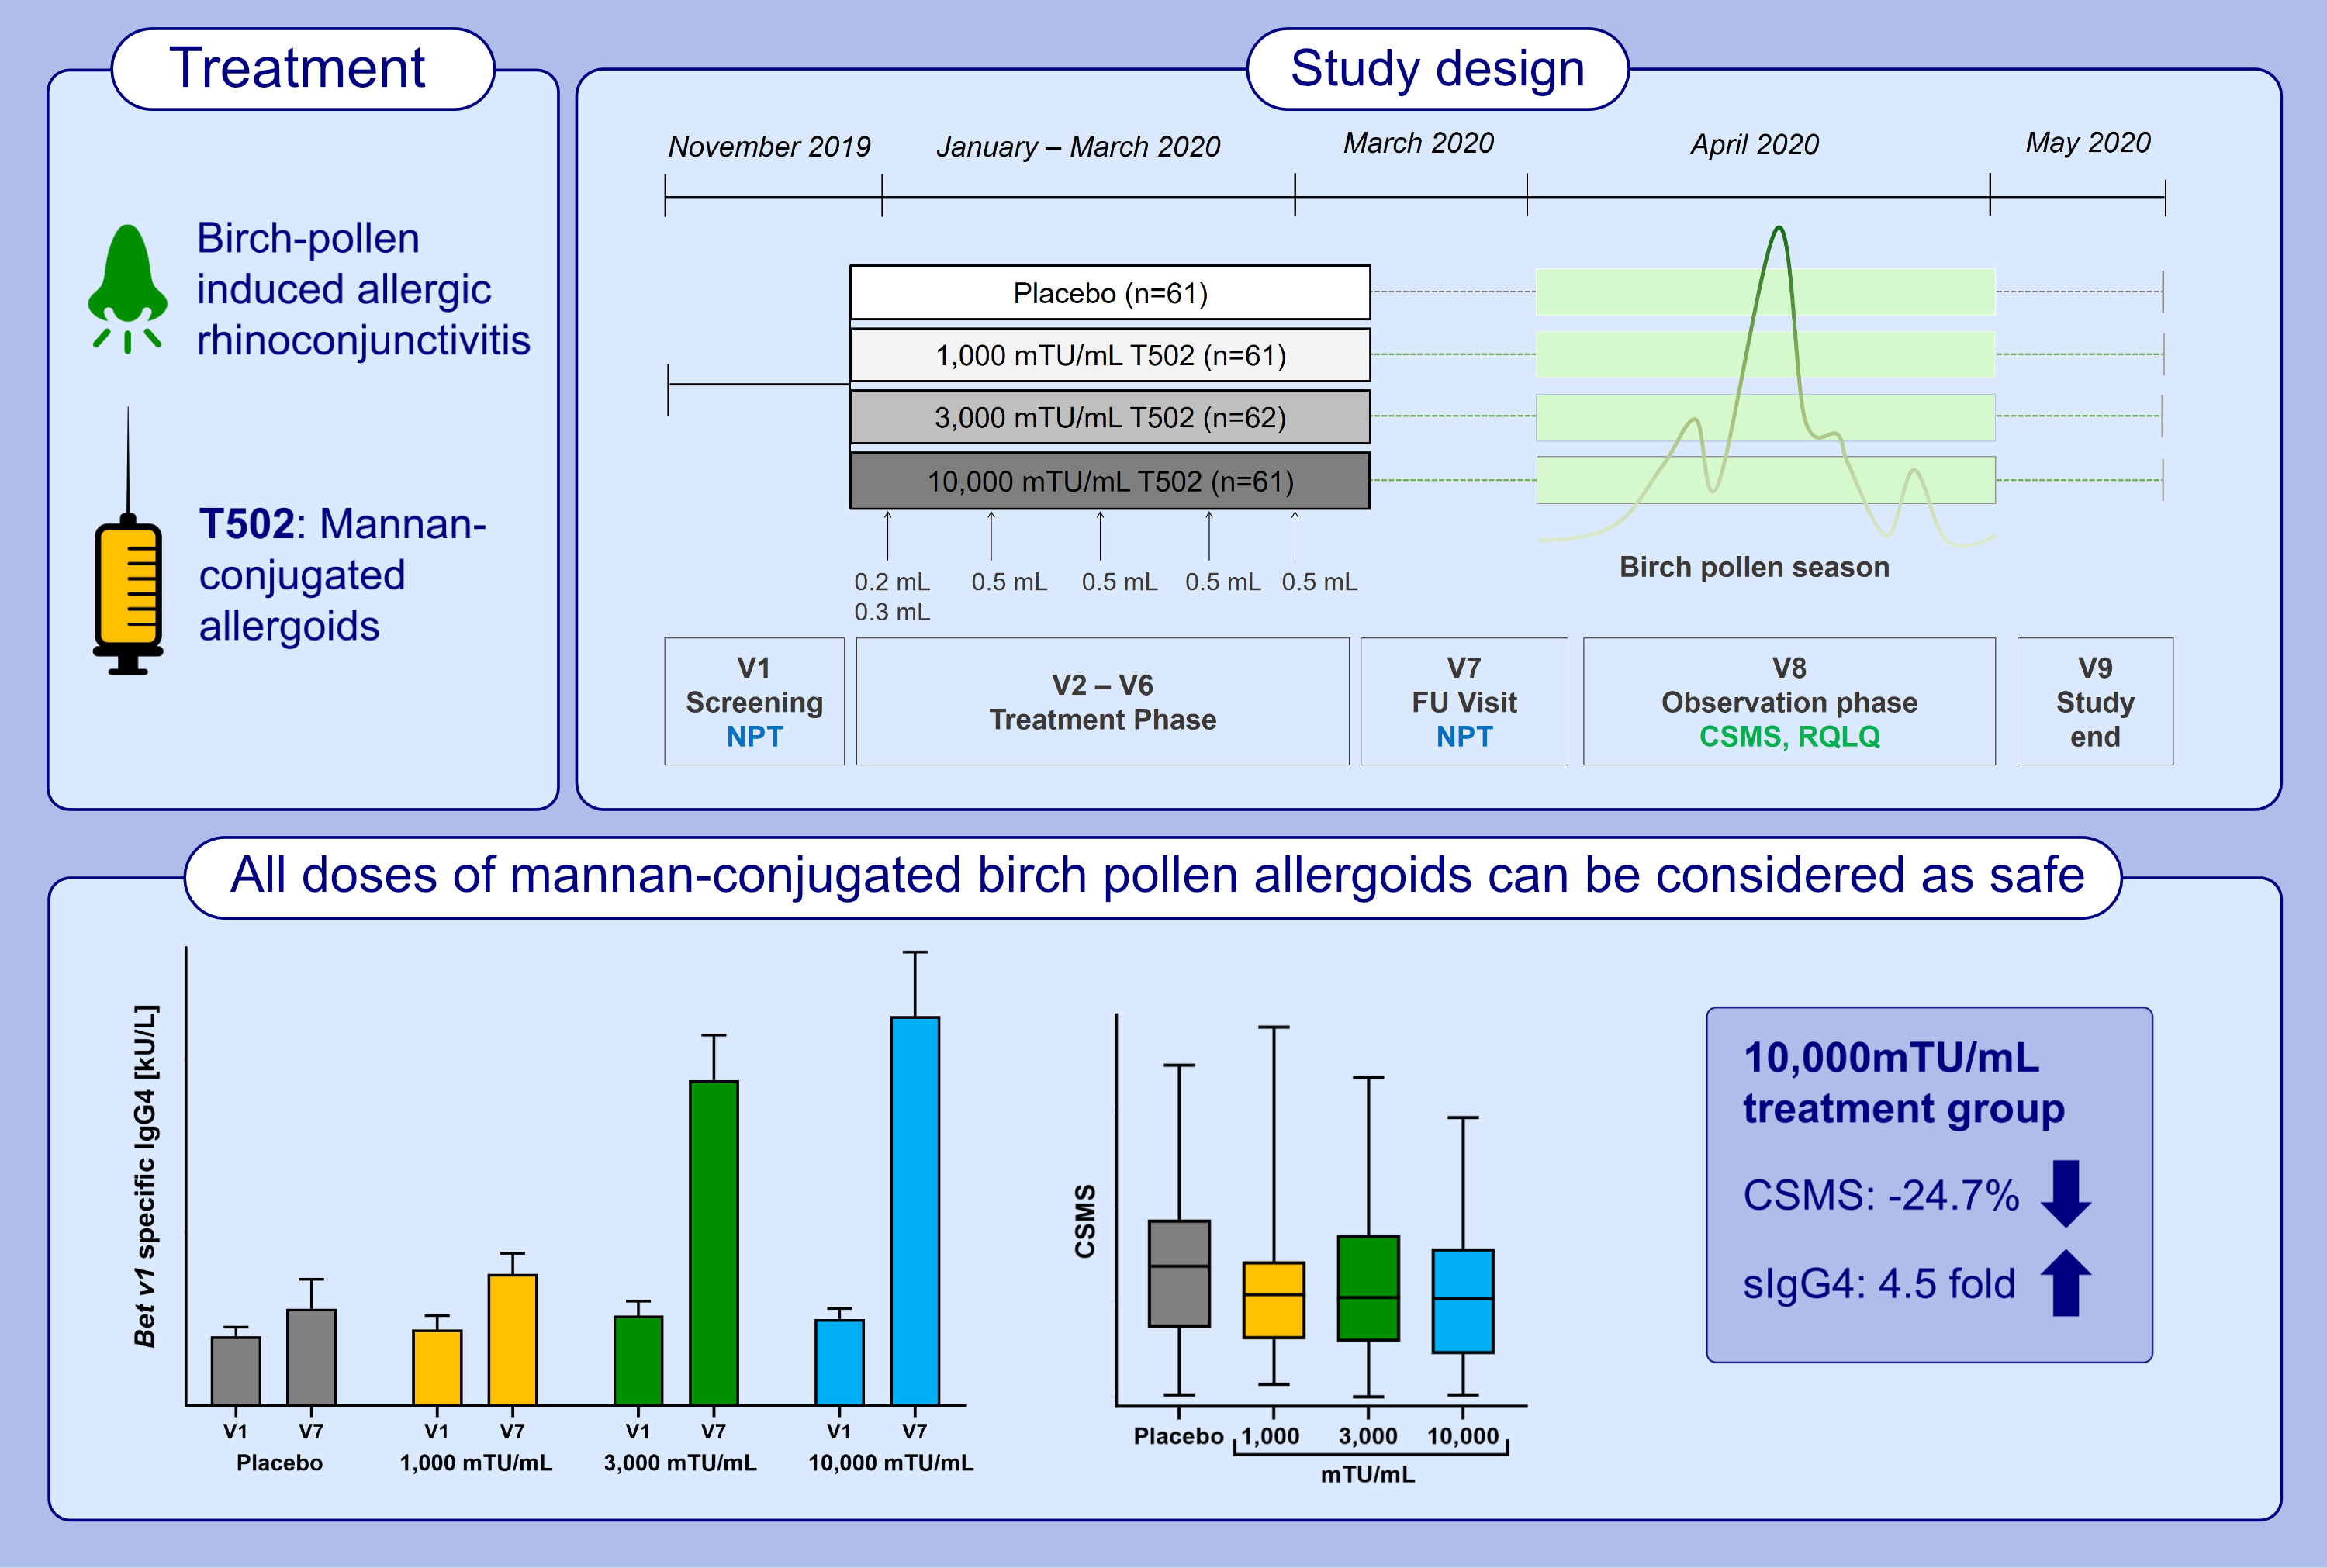 Treatment
Birch-pollen
induced allergic
rhinoconjunctivitis
T502: Mannan-
conjugated
allergoids
Study design
November 2019
January – March 2020
March 2020
April 2020
May 2020
Placebo (n=61)
1,000 mTU/mL T502 (n=61)
3,000 mTU/mL T502 (n=62)
10,000 mTU/mL T502 (n=61)
0.2 mL 0.5 mL 0.5 mL 0.5 mL 0.5 mL
0.3 mL
Birch pollen season
V1
Screening
NPT
V2 – V6
Treatment Phase
V7
FU Visit
NPT
V8
Observation phase
CSMS, RQLQ
V9
Study
end
All doses of mannan-conjugated birch pollen allergoids can be considered as safe
Bet v1 specific IgG4 [kU/L]
V1 V7 V1 V7 V1 V7 V1 V7
Placebo 1,000 mTU/mL 3,000 mTU/mL 10,000 mTU/mL
CSMS
Placebo 1,000 3,000 10,000
mTU/mL
10,000mTU/mL
treatment group
CSMS: -24.7%
sIgG4: 4.5 fold